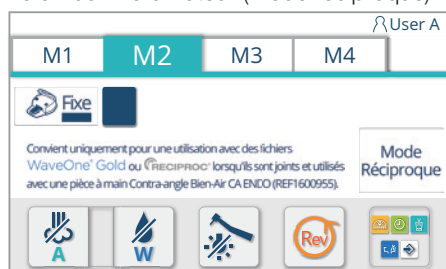 User A
M1 M2 M3 M4
Fixe
Convient uniquement pour une utilisation avec des fichiers
WaveOne® Gold ou RECIPROC® lorsqu'ils sont joints et utilisés
avec une pièce à main Contra-angle Bien-Air CA ENDO (REF1600955).
Mode
Réciproque
A W Rev